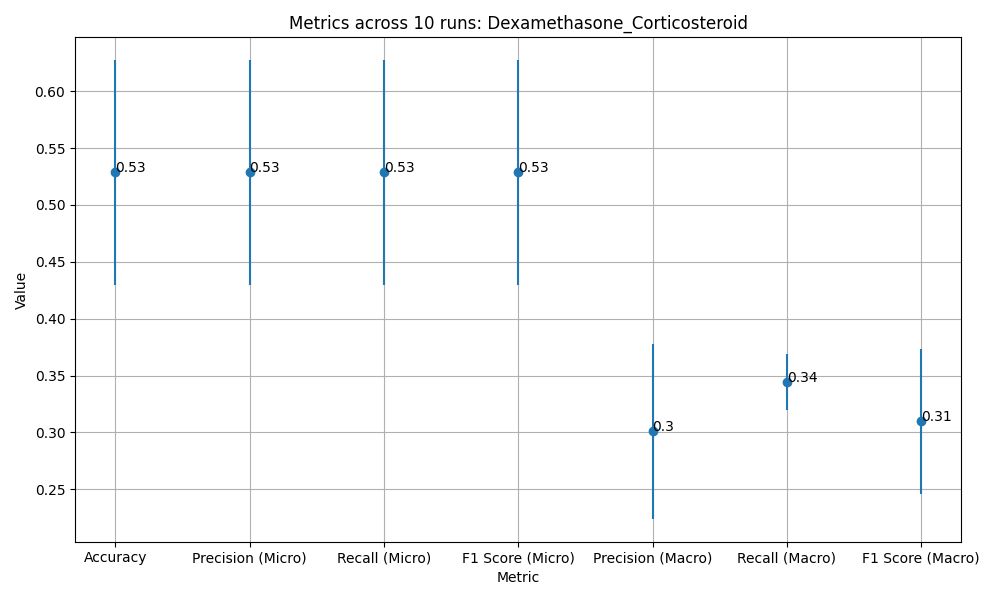 Metrics across 10 runs: Dexamethasone_Corticosteroid
Value
0.60
0.55
0.50
0.45
0.40
0.35
0.30
0.25
0.53
0.53
0.53
0.53
0.3
0.34
0.31
Accuracy
Precision (Micro)
Recall (Micro)
F1 Score (Micro)
Precision (Macro)
Recall (Macro)
F1 Score (Macro)
Metric